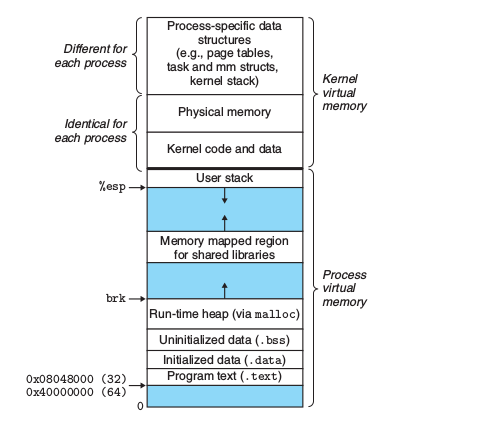 Process-specific data
structures
(e.g., page tables,
task and mm structs,
kernel stack)
Different for
each process
Physical memory
Kernel code and data
Identical for
each process
Kernel
virtual
memory
User stack
%esp
Memory mapped region
for shared libraries
brk
Run-time heap (via malloc)
Uninitialized data (.bss)
Initialized data (.data)
Program text (.text)
Process
virtual
memory
0x08048000 (32)
0x40000000 (64)
0